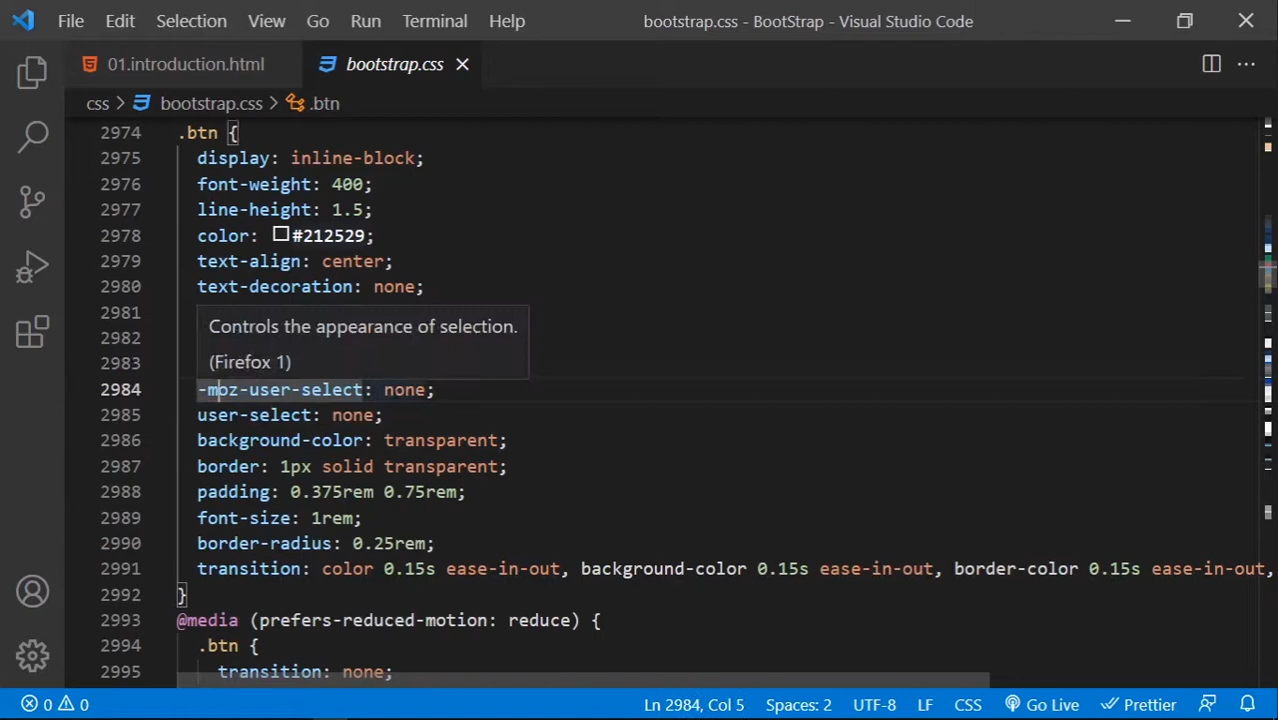 File Edit Selection View Go Run Terminal Help bootstrap.css - BootStrap - Visual Studio Code
01.introduction.html bootstrap.css
css > bootstrap.css > .btn
2974 .btn {
2975 display: inline-block;
2976 font-weight: 400;
2977 line-height: 1.5;
2978 color: #212529;
2979 text-align: center;
2980 text-decoration: none;
2981
Controls the appearance of selection.
2982
(Firefox 1)
2983
2984 -moz-user-select: none;
2985 user-select: none;
2986 background-color: transparent;
2987 border: 1px solid transparent;
2988 padding: 0.375rem 0.75rem;
2989 font-size: 1rem;
2990 border-radius: 0.25rem;
2991 transition: color 0.15s ease-in-out, background-color 0.15s ease-in-out, border-color 0.15s ease-in-out,
2992 }
2993 @media (prefers-reduced-motion: reduce) {
2994 .btn {
2995 transition: none;
0 0 Ln 2984, Col 5 Spaces: 2 UTF-8 LF CSS Go Live Prettier